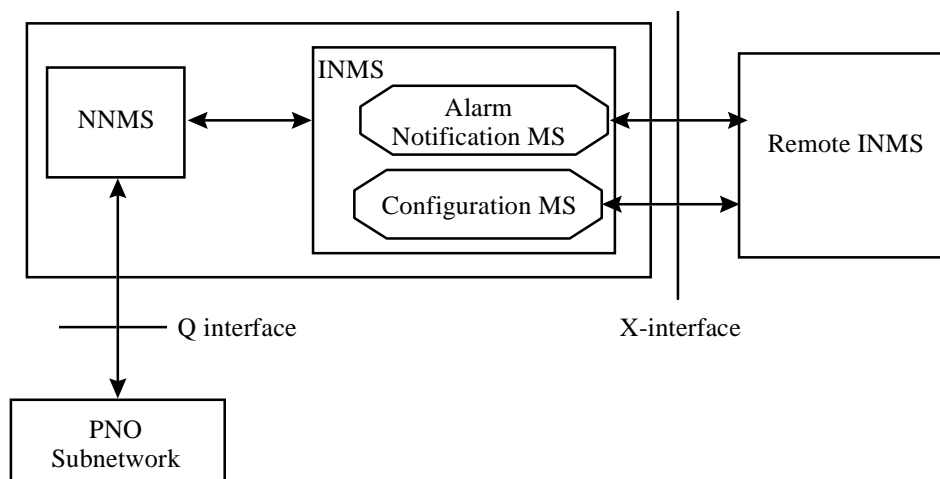 INMS
NNMS
Alarm
Notification MS
Configuration MS
Remote INMS
Q interface
X-interface
PNO
Subnetwork